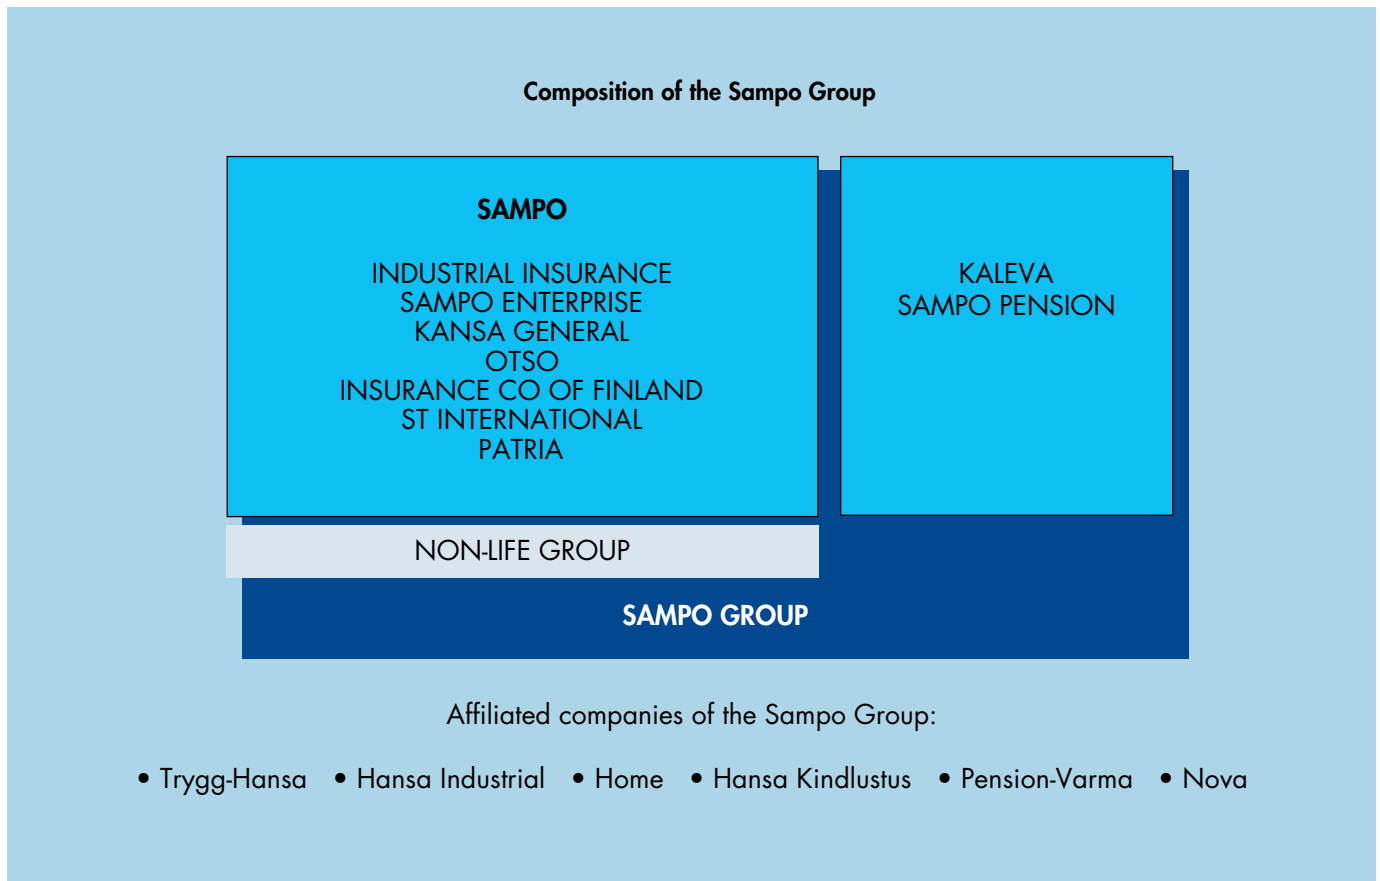 Composition of the Sampo Group
SAMPO
INDUSTRIAL INSURANCE
SAMPO ENTERPRISE
KANSA GENERAL
OTSO
INSURANCE CO OF FINLAND
ST INTERNATIONAL
PATRIA
KALEVA
SAMPO PENSION
NON-LIFE GROUP
SAMPO GROUP
Affiliated companies of the Sampo Group:
• Trygg-Hansa • Hansa Industrial • Home • Hansa Kindlustus • Pension-Varma • Nova